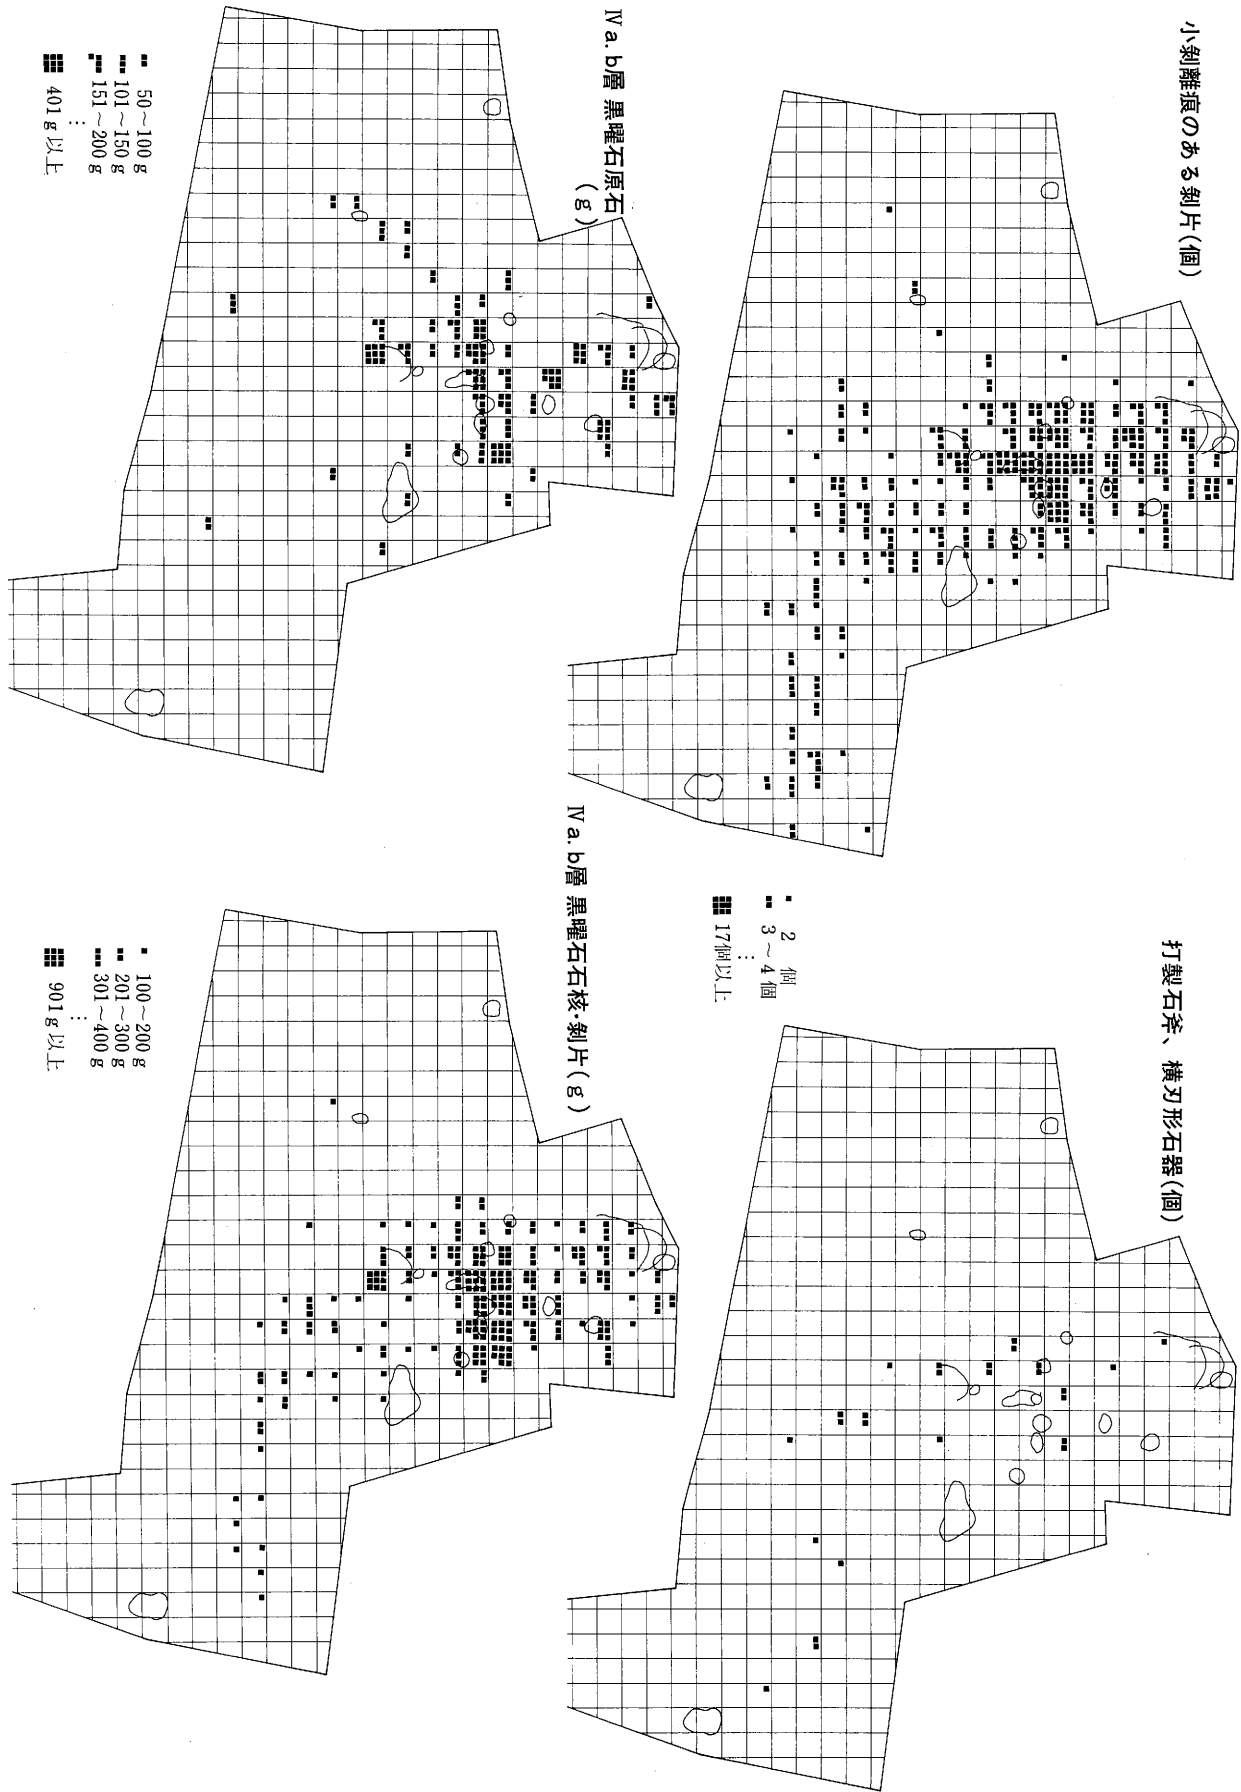 小剝離痕のある剝片(個)
打製石斧、横刃形石器(個)
2 個
3～4個
⋮
17個以上
Ⅳa.b層 黒曜石原石
(g)
50～100g
101～150g
151～200g
⋮
401g以上
Ⅳa.b層 黒曜石石核・剝片(g)
100～200g
201～300g
301～400g
⋮
901g以上